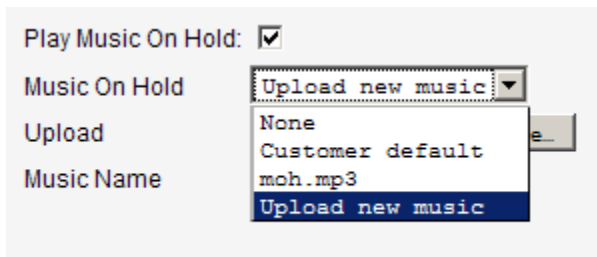 Play Music On Hold:
Music On Hold Upload new music
Upload None e...
Customer default
Music Name moh.mp3
Upload new music